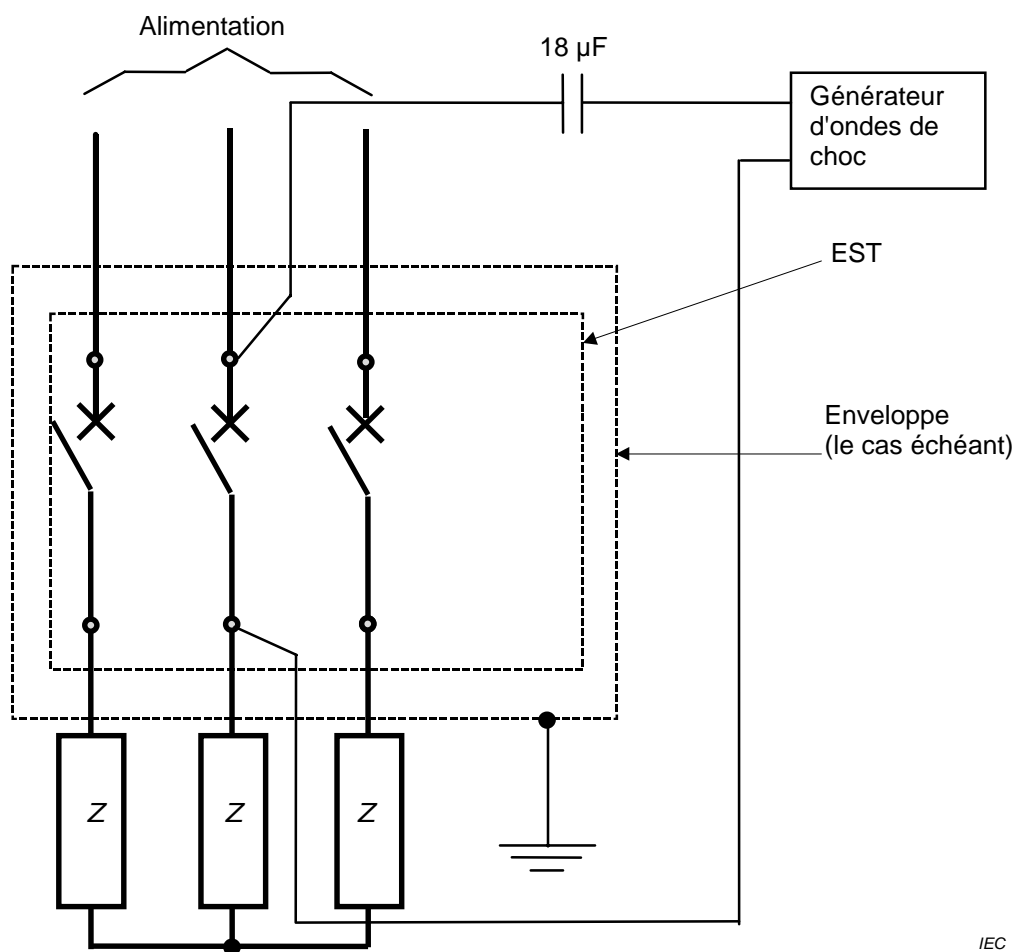 Alimentation
18 µF
Générateur
d'ondes de
choc
EST
Enveloppe
(le cas échéant)
Z
Z
Z
IEC